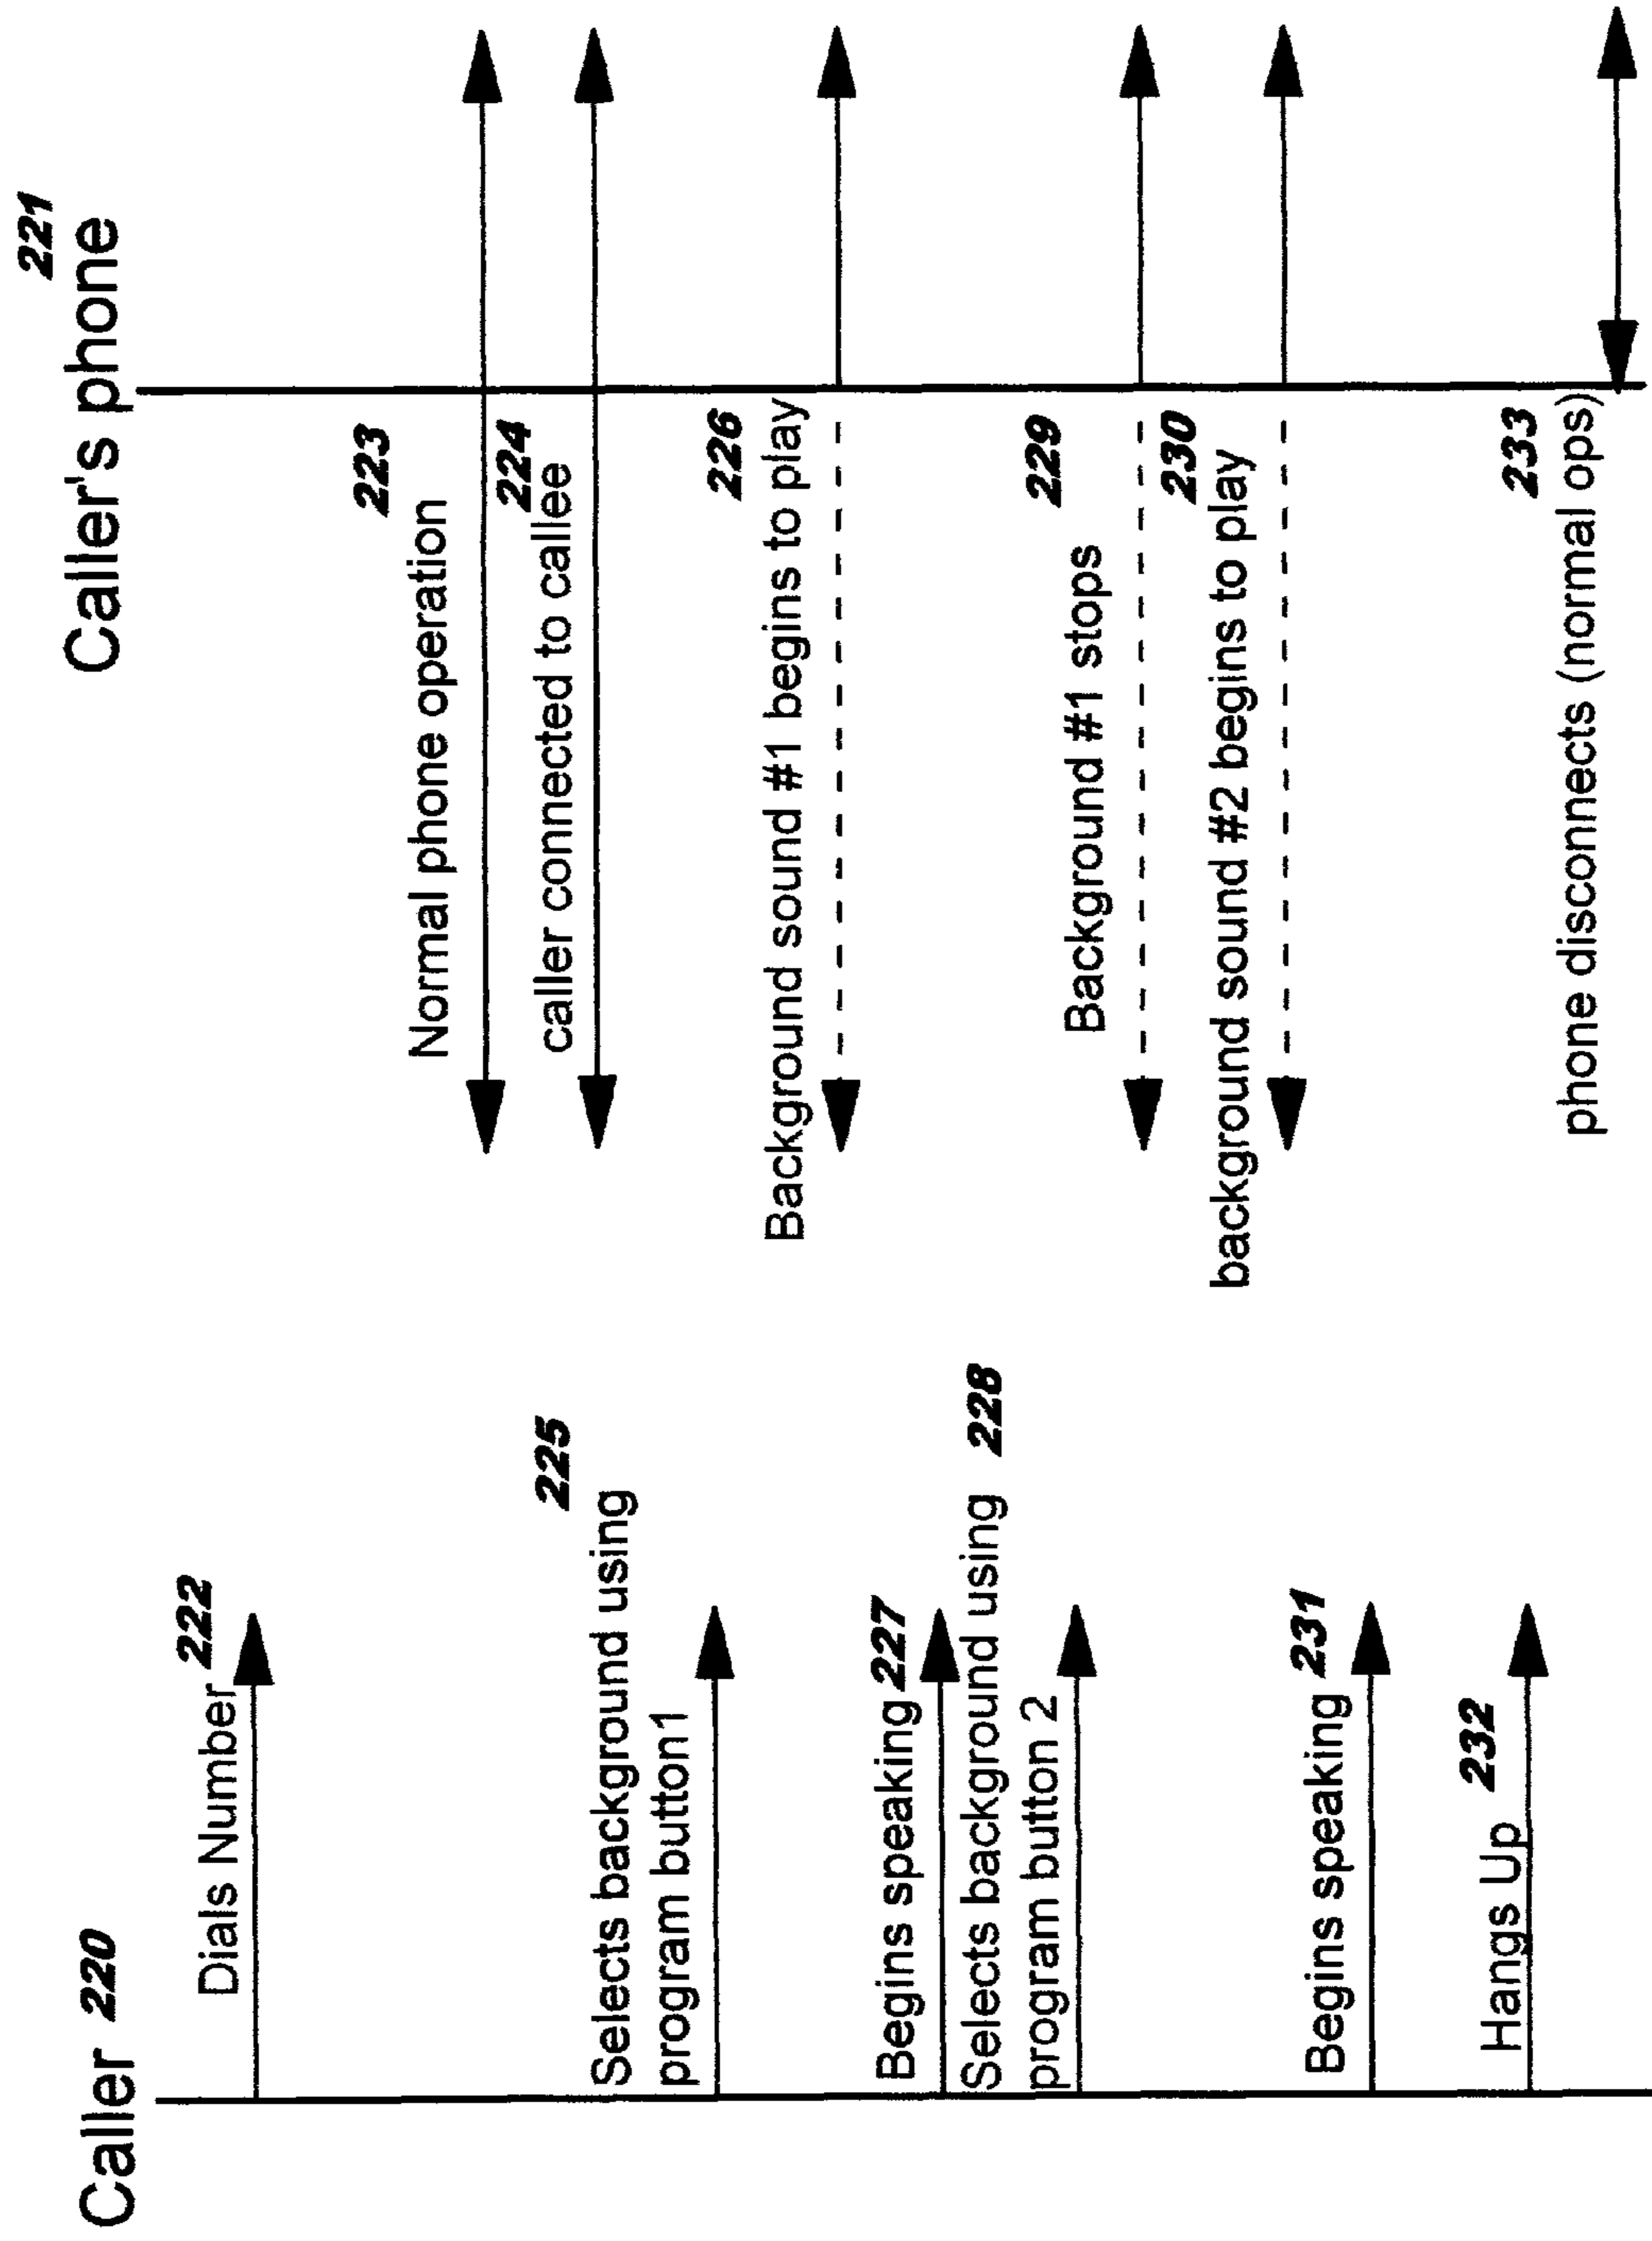 Caller 220
Caller's phone
221
Dials Number 222
223
Normal phone operation
224
caller connected to callee
225
Selects background using
program button1
226
Background sound #1 begins to play
Begins speaking 227
Selects background using 228
program button 2
229
Background #1 stops
230
background sound #2 begins to play
Begins speaking 231
Hangs Up 232
233
phone disconnects (normal ops)